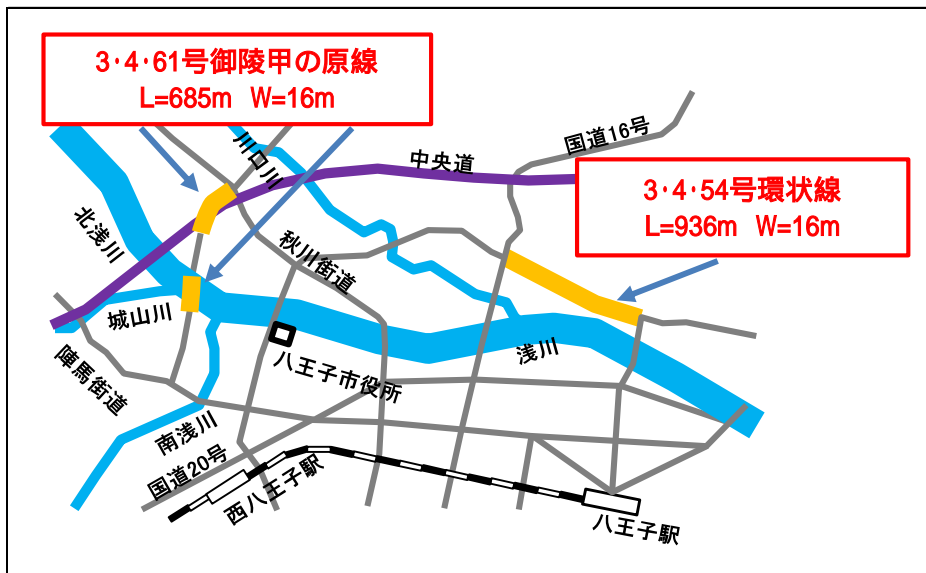 3・4・61号御陵甲の原線
L=685m W=16m
川口川
中央道
国道16号
3・4・54号環状線
L=936m W=16m
北浅川
秋川街道
城山川
浅川
陣馬街道
八王子市役所
南浅川
国道20号
西八王子駅
八王子駅